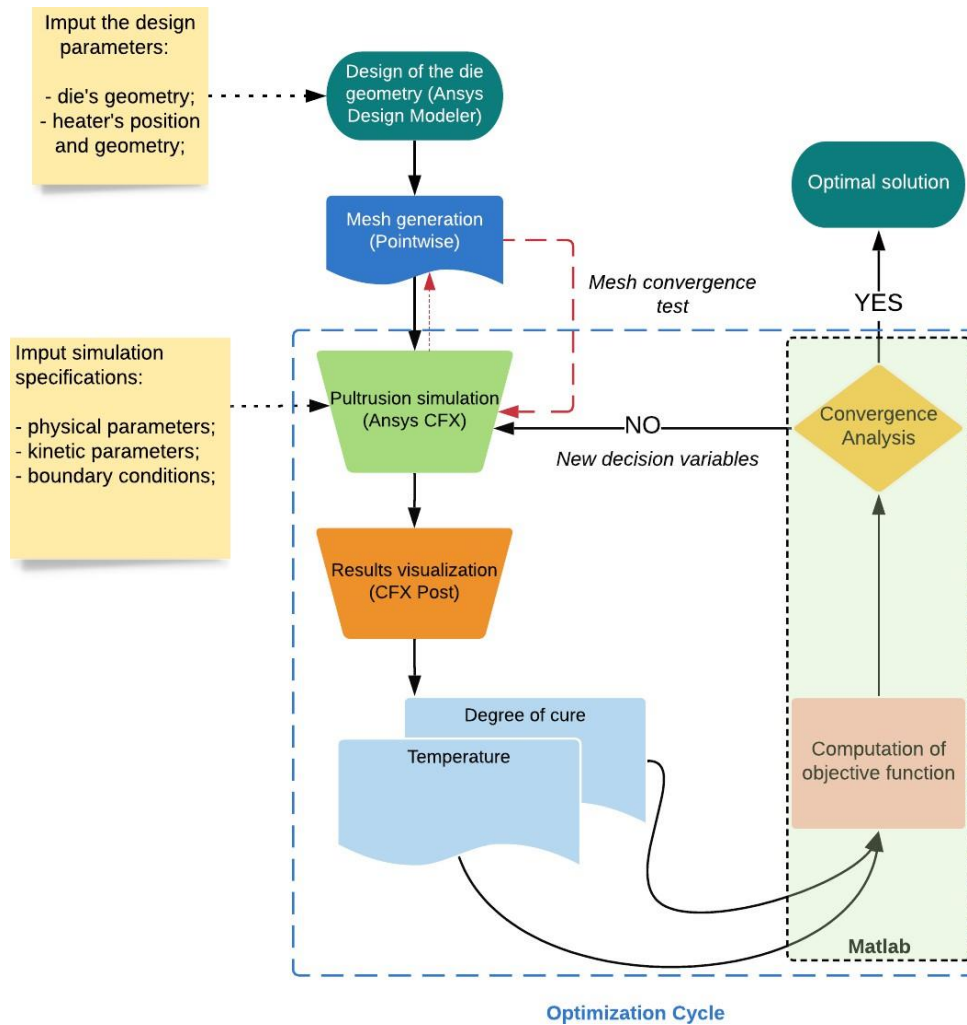 Imput the design
parameters:
- die's geometry;
- heater's position
and geometry;
Design of the die
geometry (Ansys
Design Modeler)
Optimal solution
Mesh generation
(Pointwise)
Mesh convergence
test
YES
Imput simulation
specifications:
- physical parameters;
- kinetic parameters;
- boundary conditions;
Pultrusion simulation
(Ansys CFX)
NO
New decision variables
Convergence
Analysis
Results visualization
(CFX Post)
Degree of cure
Temperature
Computation of
objective function
Matlab
Optimization Cycle